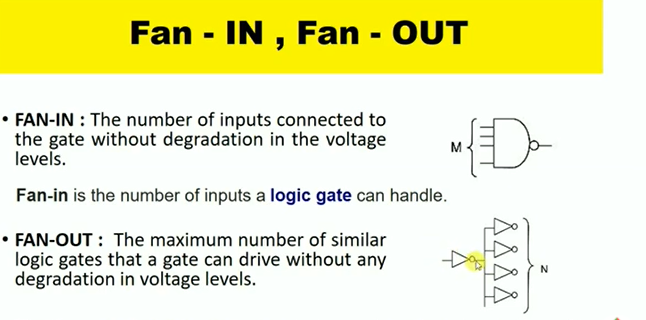 Fan - IN , Fan - OUT
• FAN-IN : The number of inputs connected to
the gate without degradation in the voltage
levels.
M
Fan-in is the number of inputs a logic gate can handle.
• FAN-OUT : The maximum number of similar
logic gates that a gate can drive without any
degradation in voltage levels.
N